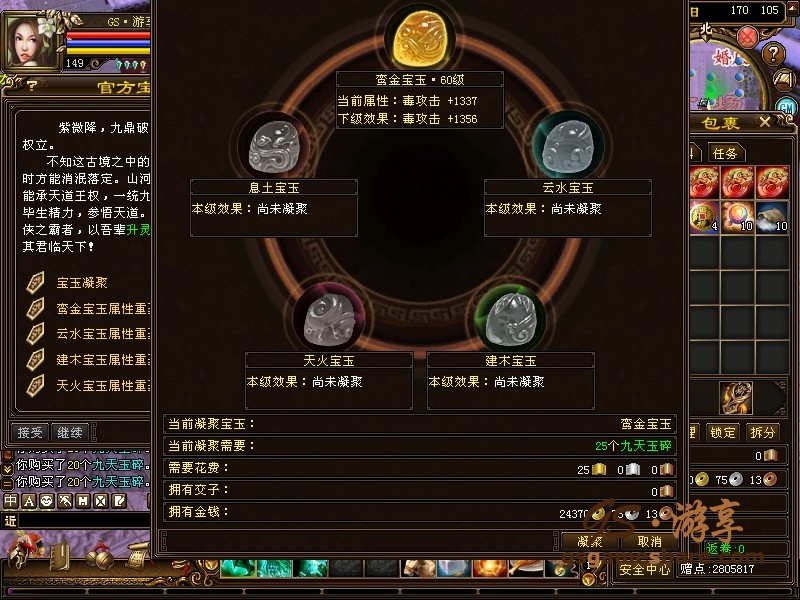 GS·游享
149
官方宝
紫微降，九鼎破
权立。
不知这古境之中的
时方能消泯落定。山河
能承天道王权，一统九
毕生精力，参悟天道。
侠之霸者，以吾辈升灵
其君临天下！
宝玉凝聚
銮金宝玉属性重
云水宝玉属性重
建木宝玉属性重
天火宝玉属性重
接受 继续
你购买了20个九天玉碎。
你购买了20个九天玉碎。
中 A
近
銮金宝玉·60级
当前属性：毒攻击 +1337
下级效果：毒攻击 +1356
息土宝玉
本级效果：尚未凝聚
云水宝玉
本级效果：尚未凝聚
天火宝玉
本级效果：尚未凝聚
建木宝玉
本级效果：尚未凝聚
当前凝聚宝玉： 銮金宝玉
当前凝聚需要： 25个九天玉碎
需要花费： 25 0 0
拥有交子： 0
拥有金钱： 24370 13
凝聚 取消
170 105
北
GM
包裹
任务
4 10 10
理 锁定 拆分
0
0 75 13
游享
返卷:0
安全中心 赠点:2805817